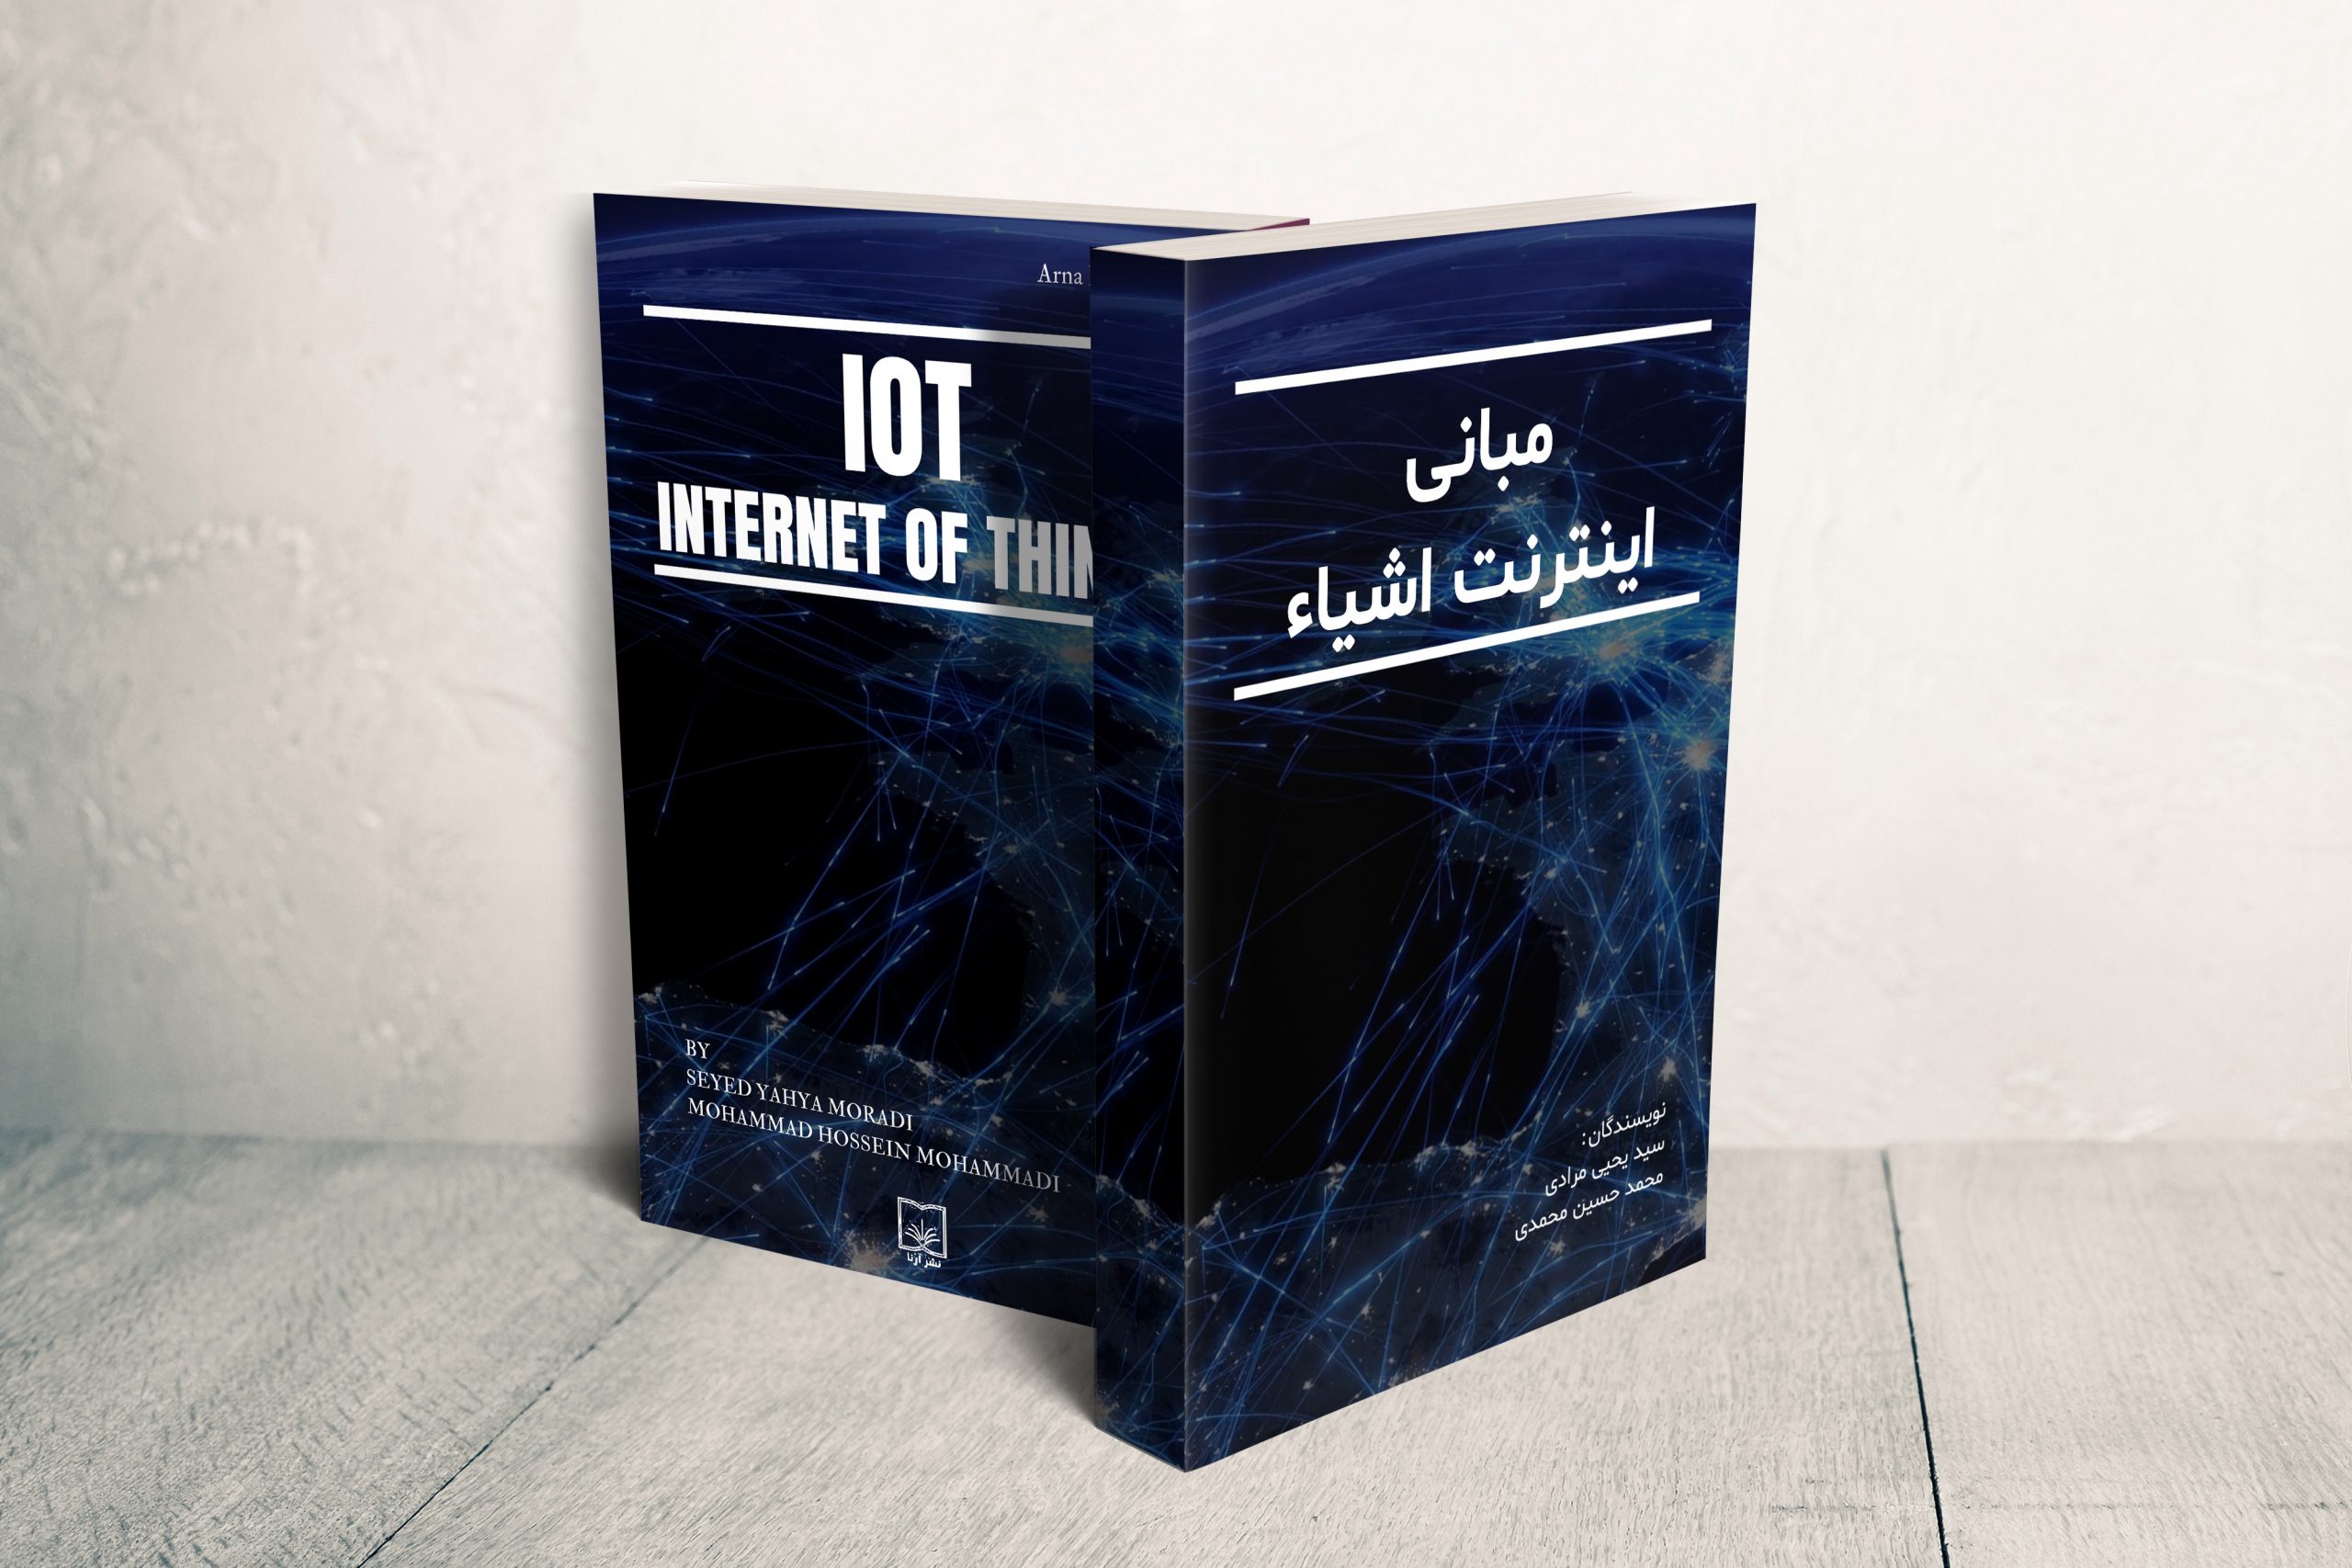 Arna
IOT
INTERNET OF THIN
BY
SEYED YAHYA MORADI
MOHAMMAD HOSSEIN MOHAMMADI
نشر آرنا
مبانی
اینترنت اشیاء
نویسندگان:
سید یحیی مرادی
محمد حسین محمدی